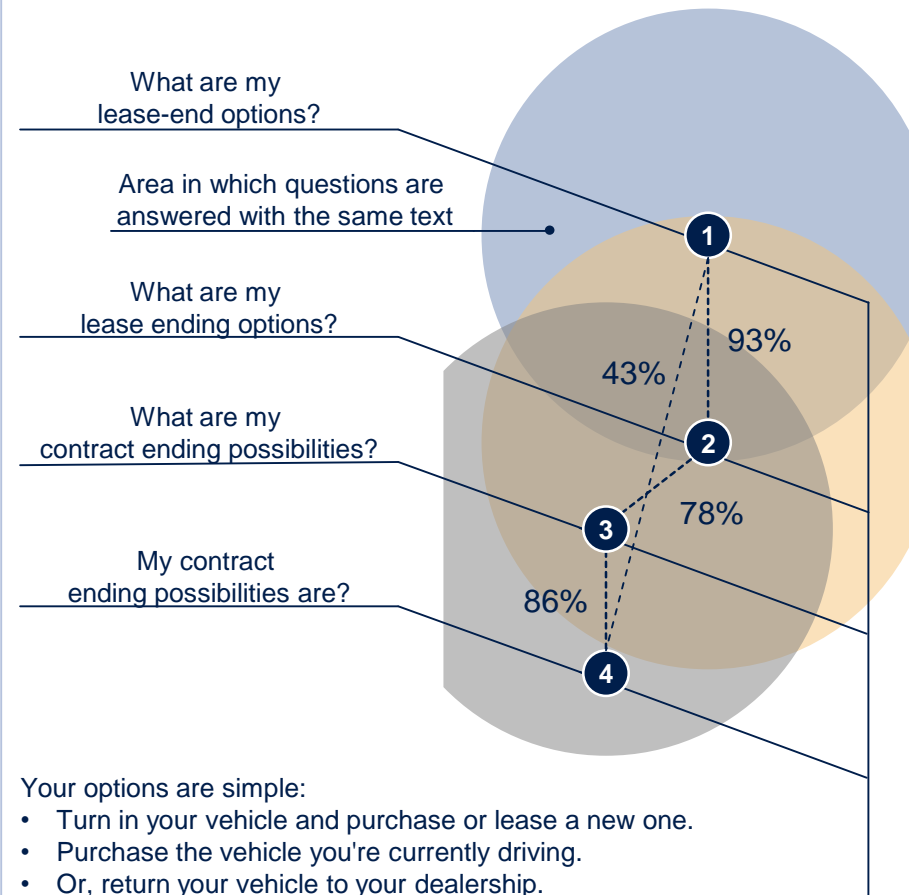 What are my
lease-end options?
Area in which questions are
answered with the same text
1
What are my
lease ending options?
93%
43%
What are my
contract ending possibilities?
2
78%
3
My contract
ending possibilities are?
86%
4
Your options are simple:
• Turn in your vehicle and purchase or lease a new one.
• Purchase the vehicle you're currently driving.
• Or, return your vehicle to your dealership.